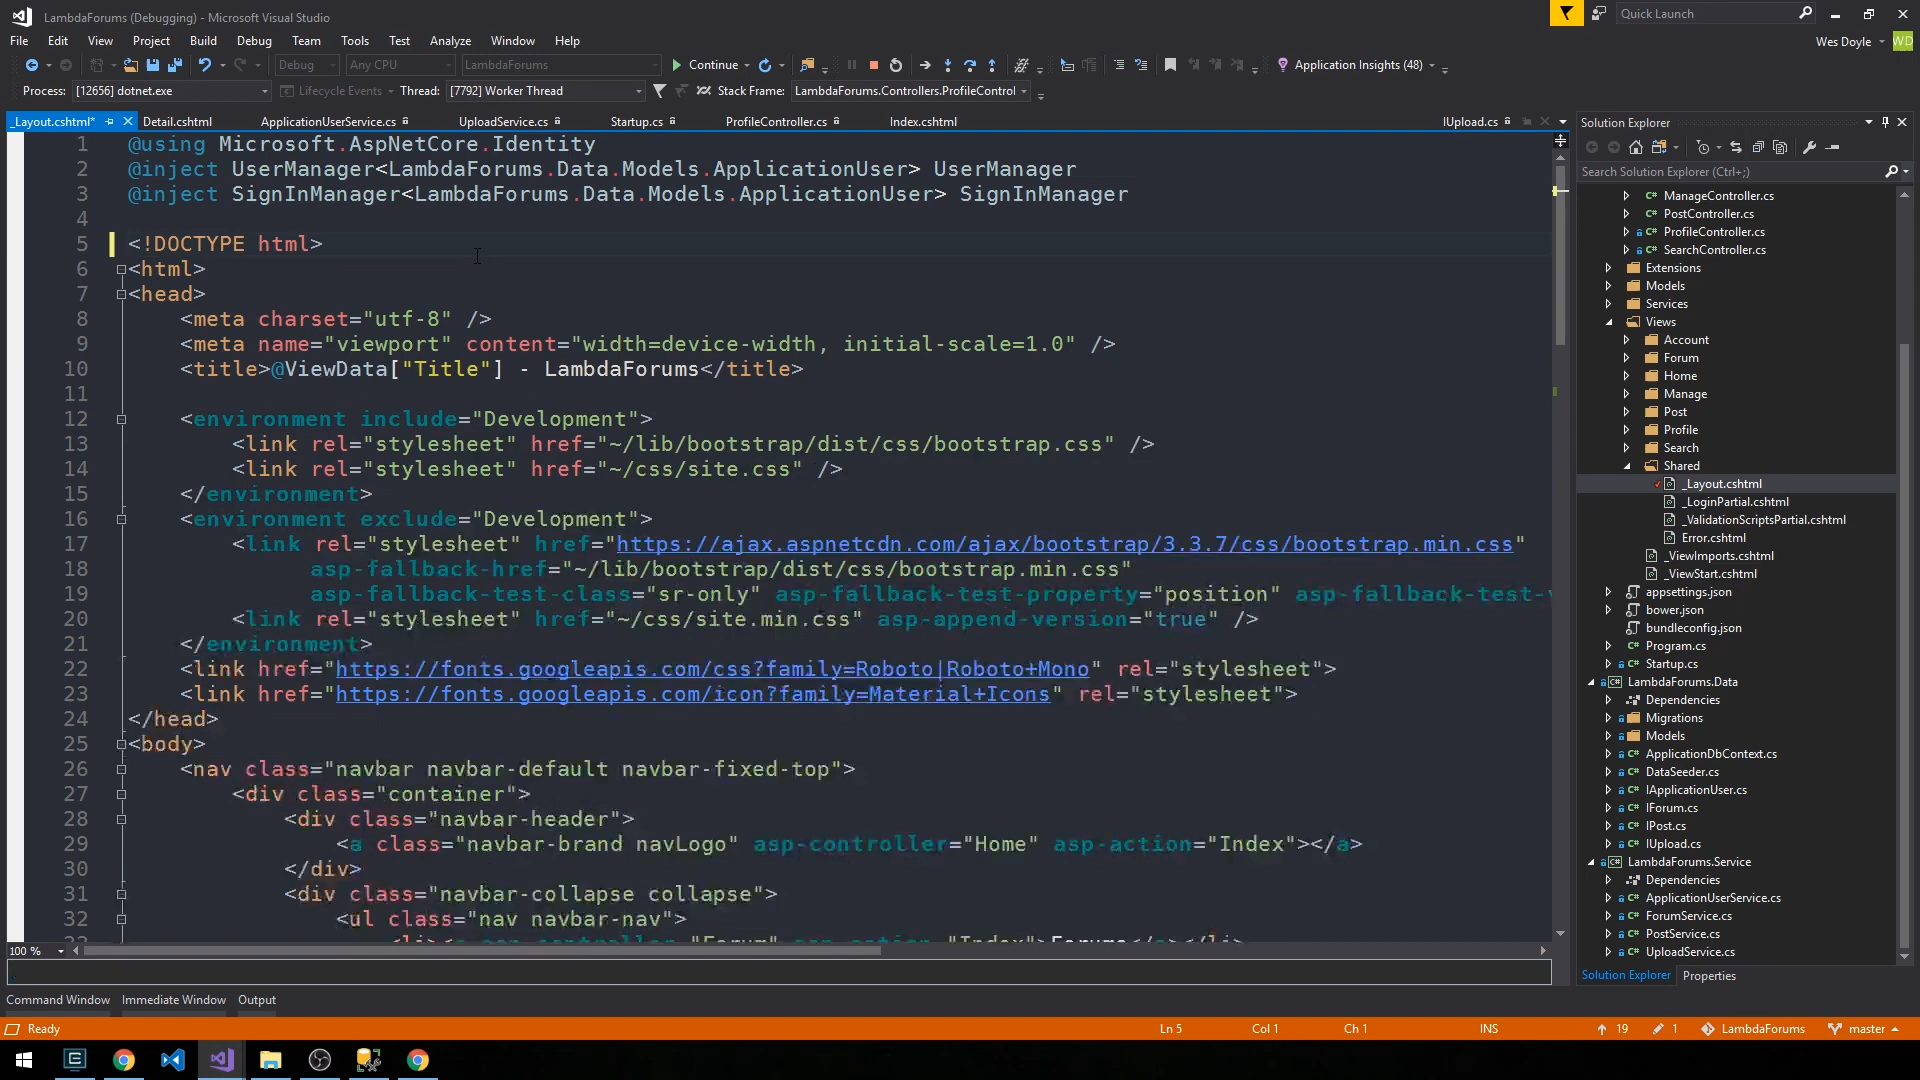 LambdaForums (Debugging) - Microsoft Visual Studio
Quick Launch
File Edit View Project Build Debug Team Tools Test Analyze Window Help
Wes Doyle WD
Debug Any CPU LambdaForums Continue Application Insights (48)
Process: [12656] dotnet.exe Lifecycle Events Thread: [7792] Worker Thread Stack Frame: LambdaForums.Controllers.ProfileControl
_Layout.cshtml* Detail.cshtml ApplicationUserService.cs UploadService.cs Startup.cs ProfileController.cs Index.cshtml IUpload.cs
1 @using Microsoft.AspNetCore.Identity
2 @inject UserManager<LambdaForums.Data.Models.ApplicationUser> UserManager
3 @inject SignInManager<LambdaForums.Data.Models.ApplicationUser> SignInManager
4
5 <!DOCTYPE html>
6 <html>
7 <head>
8 <meta charset="utf-8" />
9 <meta name="viewport" content="width=device-width, initial-scale=1.0" />
10 <title>@ViewData["Title"] - LambdaForums</title>
11
12 <environment include="Development">
13 <link rel="stylesheet" href="~/lib/bootstrap/dist/css/bootstrap.css" />
14 <link rel="stylesheet" href="~/css/site.css" />
15 </environment>
16 <environment exclude="Development">
17 <link rel="stylesheet" href="https://ajax.aspnetcdn.com/ajax/bootstrap/3.3.7/css/bootstrap.min.css"
18 asp-fallback-href="~/lib/bootstrap/dist/css/bootstrap.min.css"
19 asp-fallback-test-class="sr-only" asp-fallback-test-property="position" asp-fallback-test-v
20 <link rel="stylesheet" href="~/css/site.min.css" asp-append-version="true" />
21 </environment>
22 <link href="https://fonts.googleapis.com/css?family=Roboto|Roboto+Mono" rel="stylesheet">
23 <link href="https://fonts.googleapis.com/icon?family=Material+Icons" rel="stylesheet">
24 </head>
25 <body>
26 <nav class="navbar navbar-default navbar-fixed-top">
27 <div class="container">
28 <div class="navbar-header">
29 <a class="navbar-brand navLogo" asp-controller="Home" asp-action="Index"></a>
30 </div>
31 <div class="navbar-collapse collapse">
32 <ul class="nav navbar-nav">
100 %
Command Window Immediate Window Output
Solution Explorer
Search Solution Explorer (Ctrl+;)
C# ManageController.cs
C# PostController.cs
C# ProfileController.cs
C# SearchController.cs
Extensions
Models
Services
Views
Account
Forum
Home
Manage
Post
Profile
Search
Shared
_Layout.cshtml
_LoginPartial.cshtml
_ValidationScriptsPartial.cshtml
Error.cshtml
_ViewImports.cshtml
_ViewStart.cshtml
appsettings.json
bower.json
bundleconfig.json
C# Program.cs
C# Startup.cs
LambdaForums.Data
Dependencies
Migrations
Models
C# ApplicationDbContext.cs
C# DataSeeder.cs
C# IApplicationUser.cs
C# IForum.cs
C# IPost.cs
C# IUpload.cs
LambdaForums.Service
Dependencies
C# ApplicationUserService.cs
C# ForumService.cs
C# PostService.cs
C# UploadService.cs
Solution Explorer Properties
Ready Ln 5 Col 1 Ch 1 INS 19 1 LambdaForums master